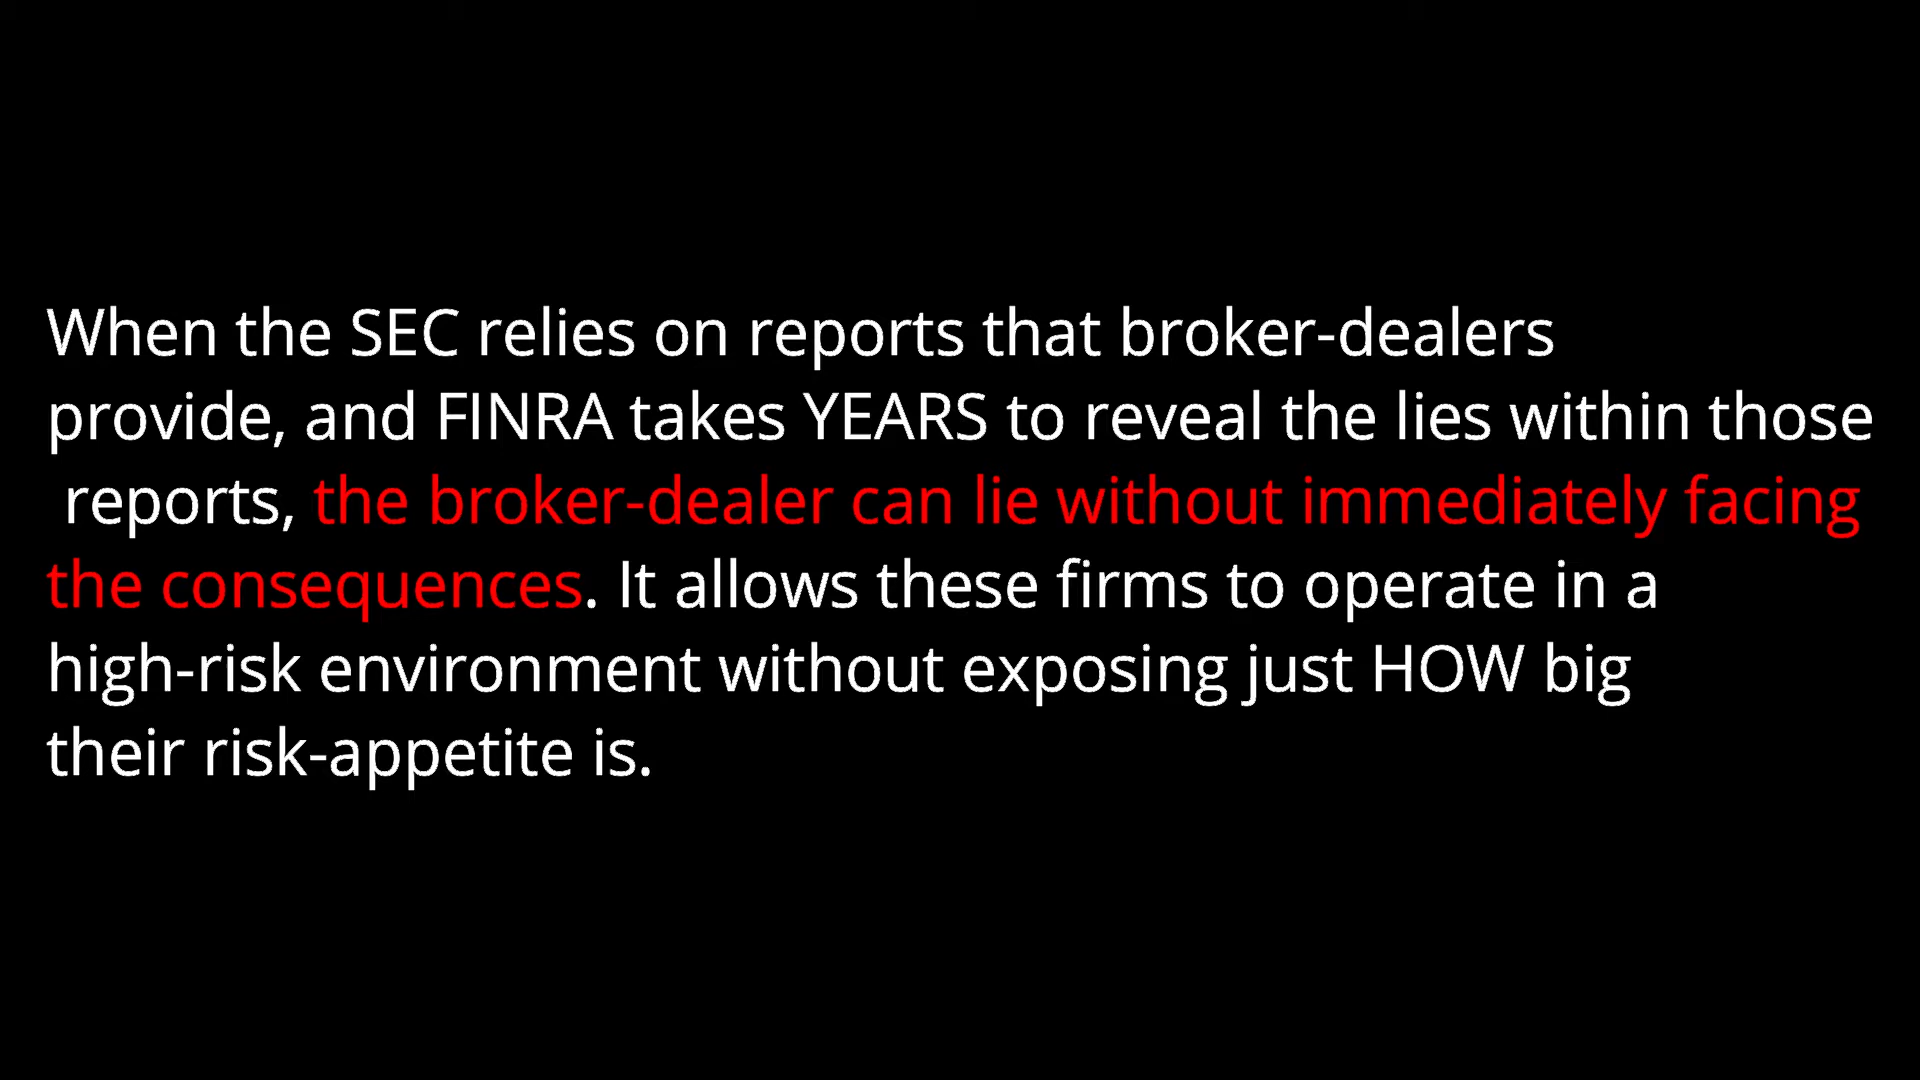 When the SEC relies on reports that broker-dealers
provide, and FINRA takes YEARS to reveal the lies within those
reports, the broker-dealer can lie without immediately facing
the consequences. It allows these firms to operate in a
high-risk environment without exposing just HOW big
their risk-appetite is.